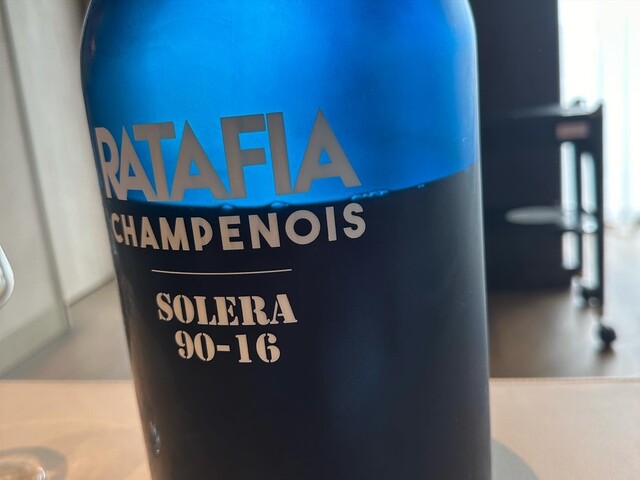 RATAFIA
CHAMPENOIS
SOLERA
90-16